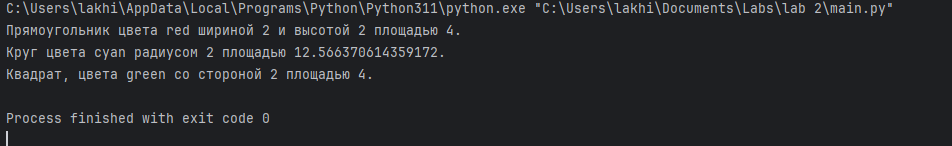 C:\Users\lakhi\AppData\Local\Programs\Python\Python311\python.exe "C:\Users\lakhi\Documents\Labs\lab 2\main.py"
Прямоугольник цвета red шириной 2 и высотой 2 площадью 4.
Круг цвета cyan радиусом 2 площадью 12.566370614359172.
Квадрат, цвета green со стороной 2 площадью 4.
Process finished with exit code 0